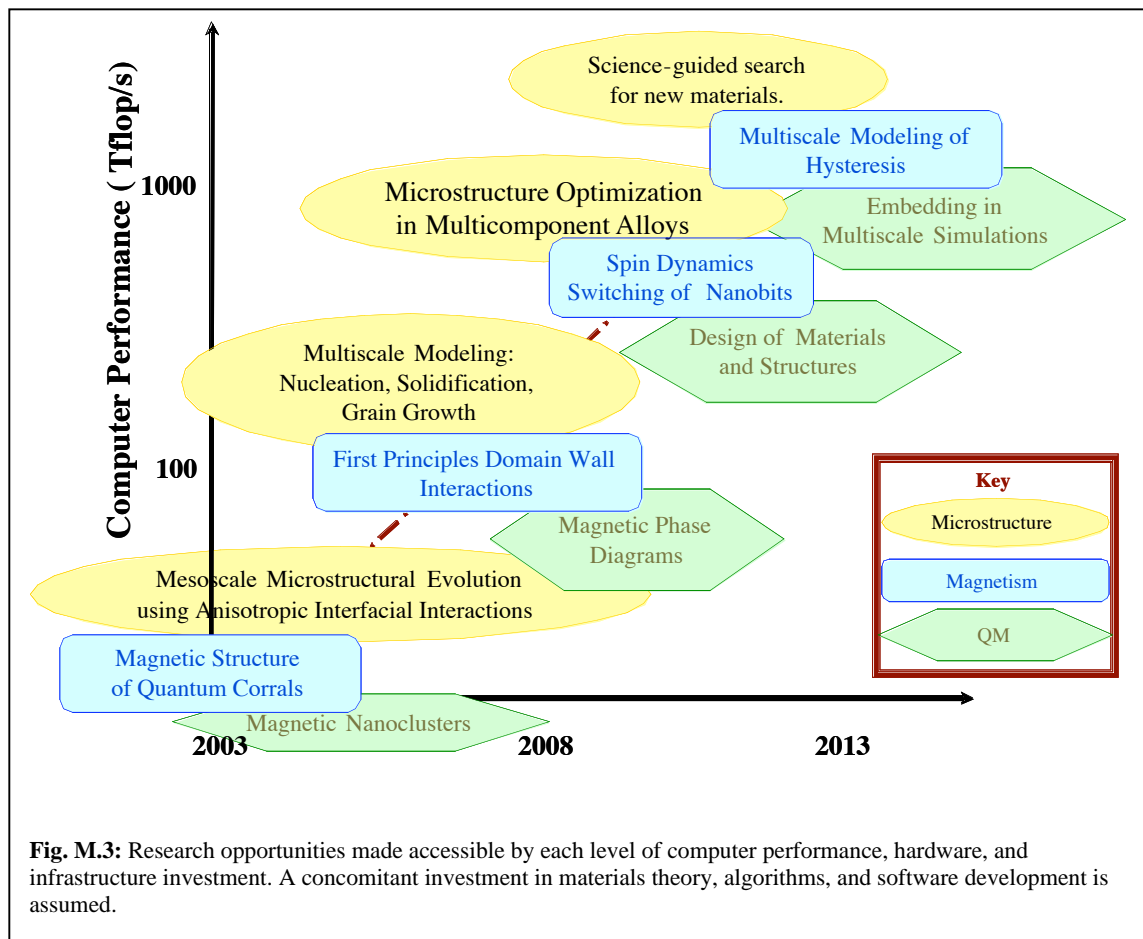 Computer Performance ( Tflop/s)
Science-guided search
for new materials.
Multiscale Modeling of
Hysteresis
1000
Microstructure Optimization
in Multicomponent Alloys
Embedding in
Multiscale Simulations
Spin Dynamics
Switching of Nanobits
Design of Materials
and Structures
Multiscale Modeling:
Nucleation, Solidification,
Grain Growth
100
First Principles Domain Wall
Interactions
Magnetic Phase
Diagrams
Key
Microstructure
Magnetism
QM
Mesoscale Microstructural Evolution
using Anisotropic Interfacial Interactions
Magnetic Structure
of Quantum Corrals
Magnetic Nanoclusters
2003
2008
2013
Fig. M.3: Research opportunities made accessible by each level of computer performance, hardware, and
infrastructure investment. A concomitant investment in materials theory, algorithms, and software development is
assumed.